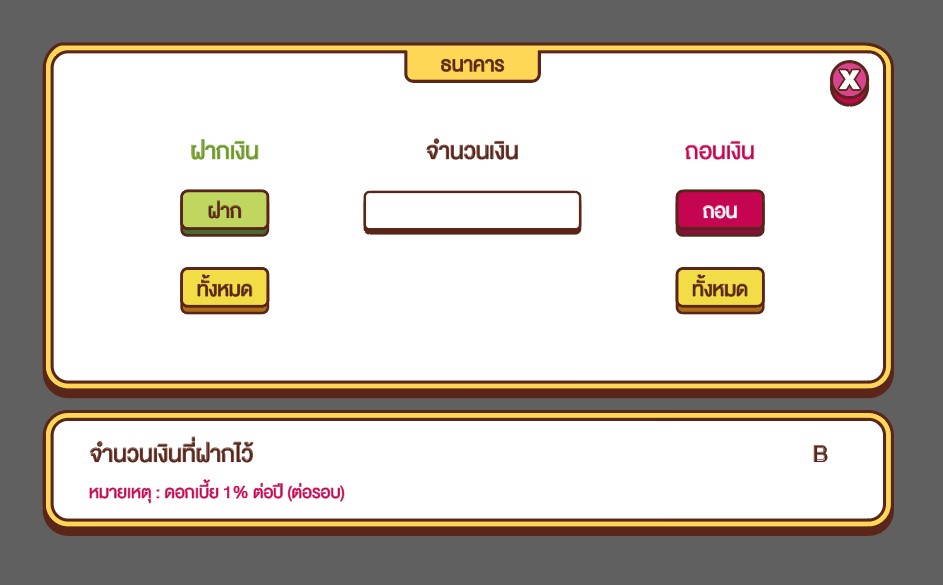 ธนาคาร
X
ฝากเงิน จำนวนเงิน ถอนเงิน
ฝาก ถอน
ทั้งหมด ทั้งหมด
จำนวนเงินที่ฝากไว้ B
หมายเหตุ : ดอกเบี้ย 1% ต่อปี (ต่อรอบ)